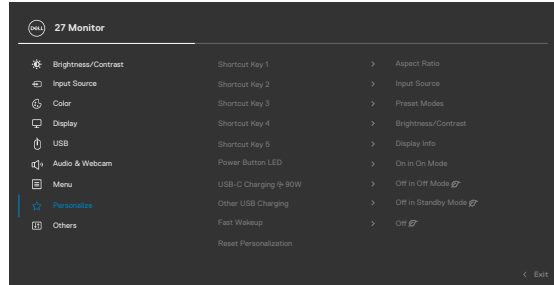 DELL 27 Monitor
Brightness/Contrast Shortcut Key 1 > Aspect Ratio
Input Source Shortcut Key 2 > Input Source
Color Shortcut Key 3 > Preset Modes
Display Shortcut Key 4 > Brightness/Contrast
USB Shortcut Key 5 > Display Info
Audio & Webcam Power Button LED > On in On Mode
Menu USB-C Charging 90W > Off in Off Mode
Personalize Other USB Charging > Off in Standby Mode
Others Fast Wakeup > Off
Reset Personalization
< Exit